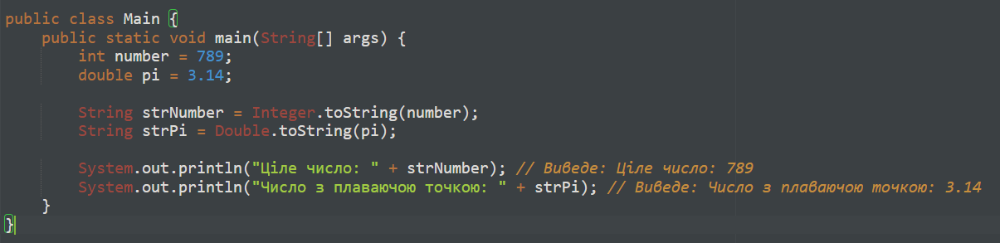 public class Main {
    public static void main(String[] args) {
        int number = 789;
        double pi = 3.14;

        String strNumber = Integer.toString(number);
        String strPi = Double.toString(pi);

        System.out.println("Ціле число: " + strNumber); // Виведе: Ціле число: 789
        System.out.println("Число з плаваючою точкою: " + strPi); // Виведе: Число з плаваючою точкою: 3.14
    }
}